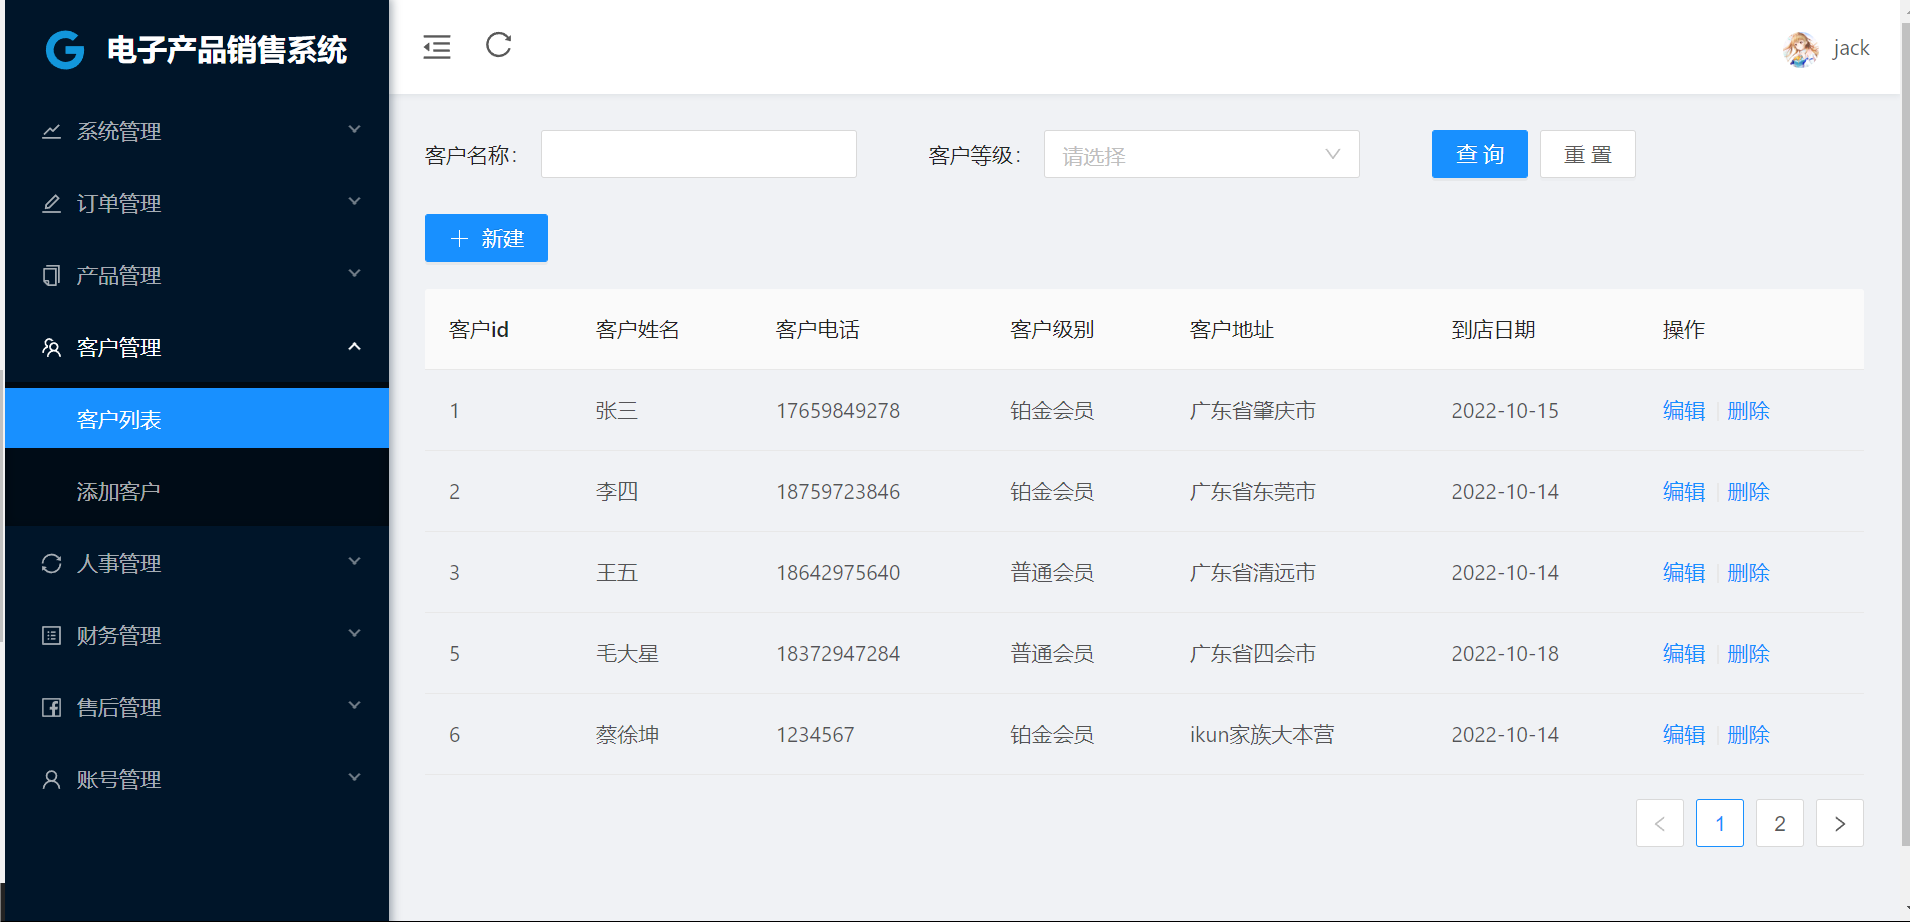 电子产品销售系统
系统管理
订单管理
产品管理
客户管理
客户列表
添加客户
人事管理
财务管理
售后管理
账号管理
jack
客户名称: 客户等级: 请选择 查 询 重 置
新建
客户id 客户姓名 客户电话 客户级别 客户地址 到店日期 操作
1 张三 17659849278 铂金会员 广东省肇庆市 2022-10-15 编辑 删除
2 李四 18759723846 铂金会员 广东省东莞市 2022-10-14 编辑 删除
3 王五 18642975640 普通会员 广东省清远市 2022-10-14 编辑 删除
5 毛大星 18372947284 普通会员 广东省四会市 2022-10-18 编辑 删除
6 蔡徐坤 1234567 铂金会员 ikun家族大本营 2022-10-14 编辑 删除
1 2